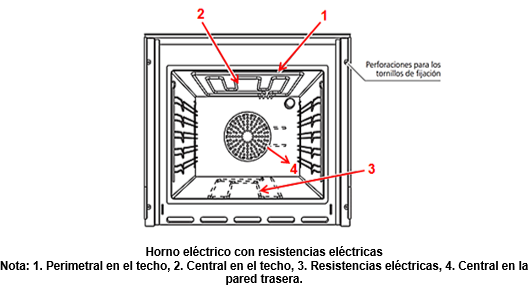 2
1
Perforaciones para los
tornillos de fijación
4
3
Horno eléctrico con resistencias eléctricas
Nota: 1. Perimetral en el techo, 2. Central en el techo, 3. Resistencias eléctricas, 4. Central en la
pared trasera.